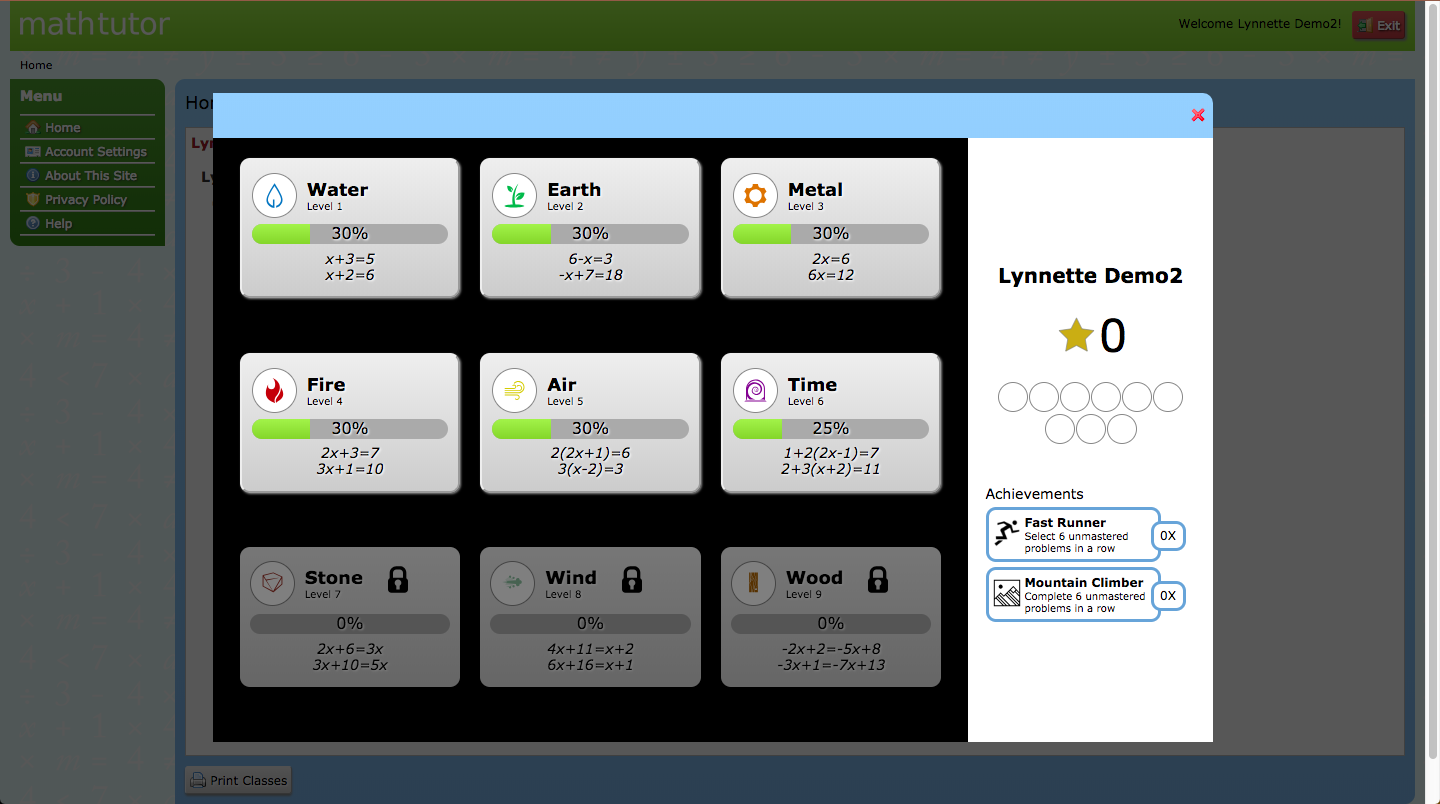 mathtutor
Welcome Lynnette Demo2!
Exit
Home
Menu
Home
Account Settings
About This Site
Privacy Policy
Help
Water
Level 1
30%
x+3=5
x+2=6
Earth
Level 2
30%
6-x=3
-x+7=18
Metal
Level 3
30%
2x=6
6x=12
Fire
Level 4
30%
2x+3=7
3x+1=10
Air
Level 5
30%
2(2x+1)=6
3(x-2)=3
Time
Level 6
25%
1+2(2x-1)=7
2+3(x+2)=11
Stone
Level 7
0%
2x+6=3x
3x+10=5x
Wind
Level 8
0%
4x+11=x+2
6x+16=x+1
Wood
Level 9
0%
-2x+2=-5x+8
-3x+1=-7x+13
Lynnette Demo2
0
Achievements
Fast Runner
Select 6 unmastered
problems in a row
0X
Mountain Climber
Complete 6 unmastered
problems in a row
0X
Print Classes